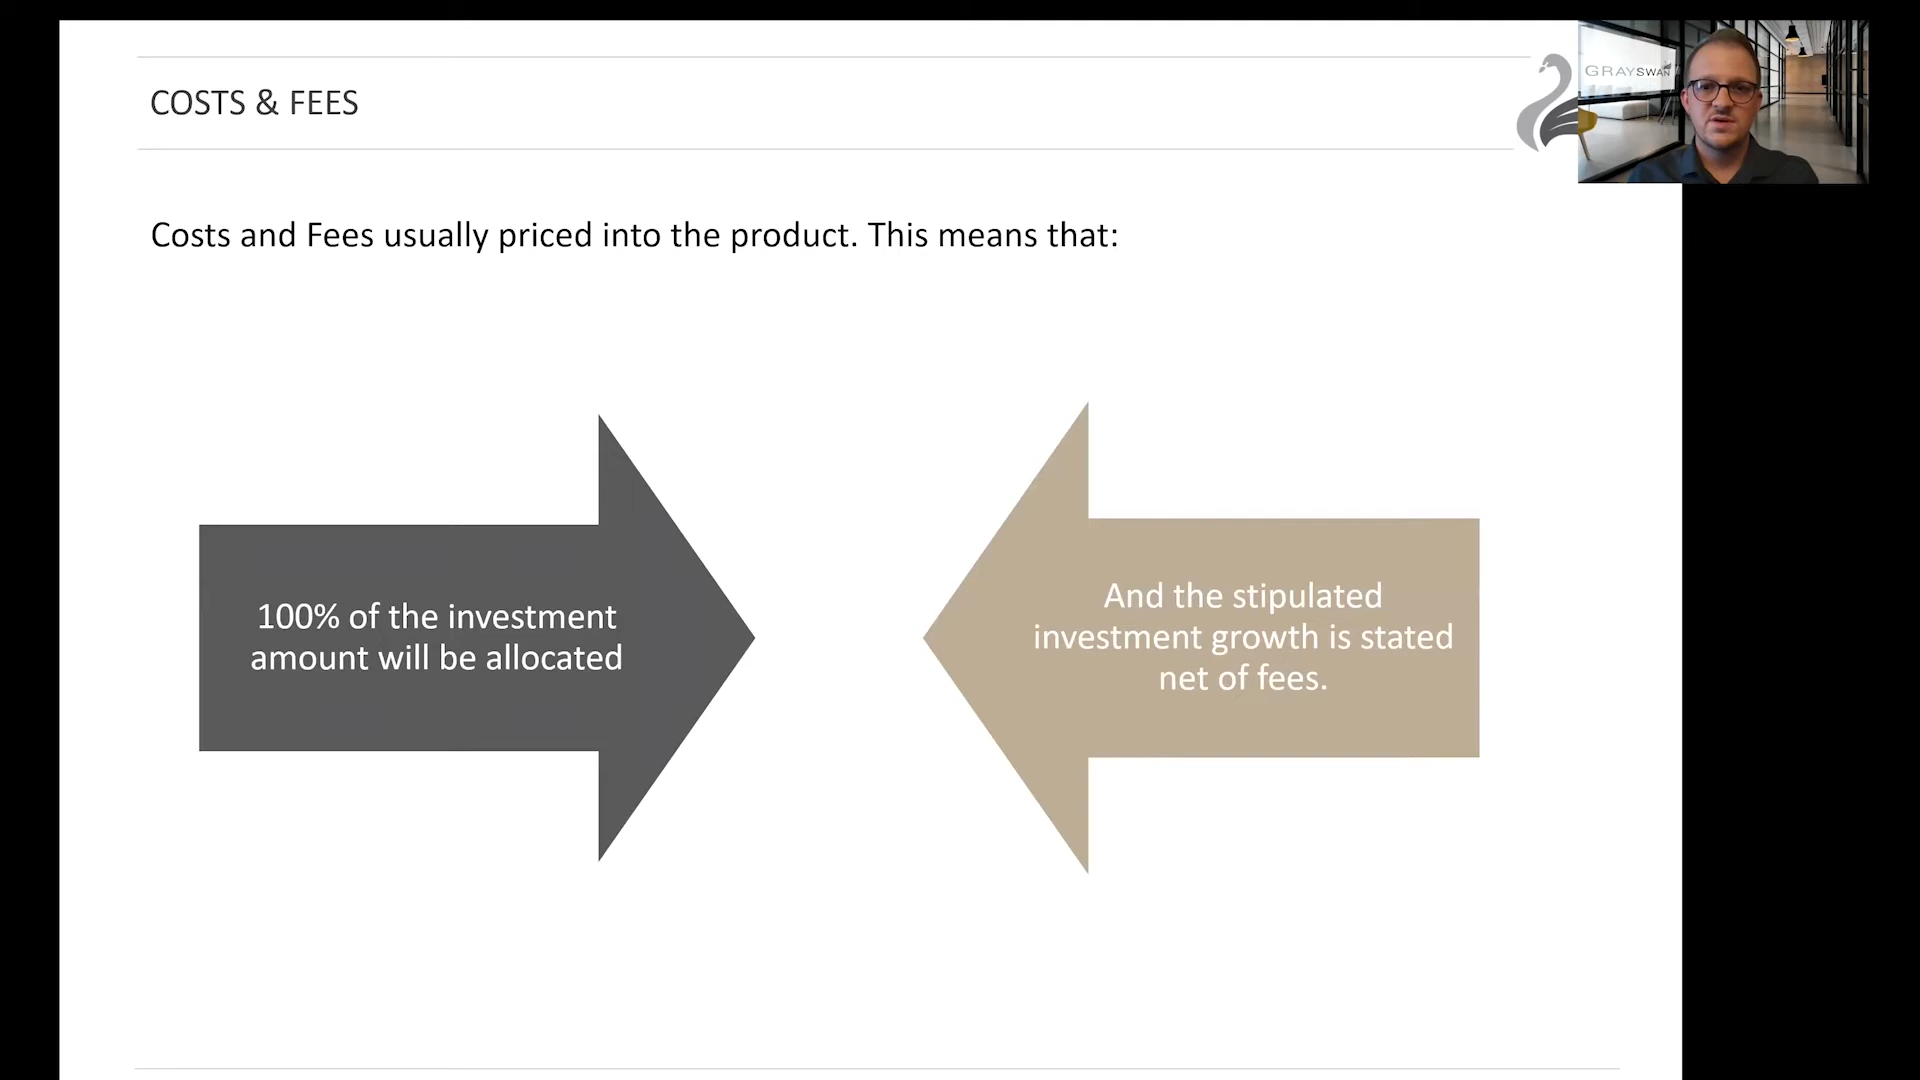 COSTS & FEES
GRAYSWAN
Costs and Fees usually priced into the product. This means that:
100% of the investment
amount will be allocated
And the stipulated
investment growth is stated
net of fees.